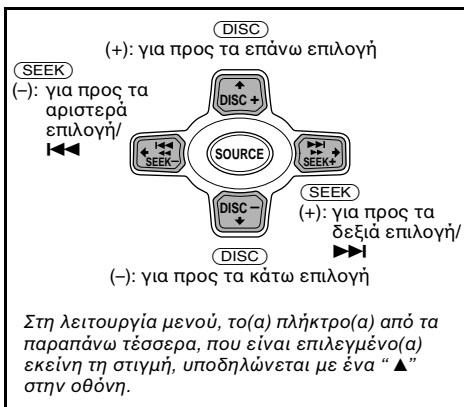 DISC
(+): για προς τα επάνω επιλογή
SEEK
(–): για προς τα
αριστερά
επιλογή/
⏮
DISC +
SEEK–
SOURCE
SEEK+
DISC –
SEEK
(+): για προς τα
δεξιά επιλογή/
⏭
DISC
(–): για προς τα κάτω επιλογή
Στη λειτουργία μενού, το(α) πλήκτρο(α) από τα
παραπάνω τέσσερα, που είναι επιλεγμένο(α)
εκείνη τη στιγμή, υποδηλώνεται με ένα “ ▲”
στην οθόνη.